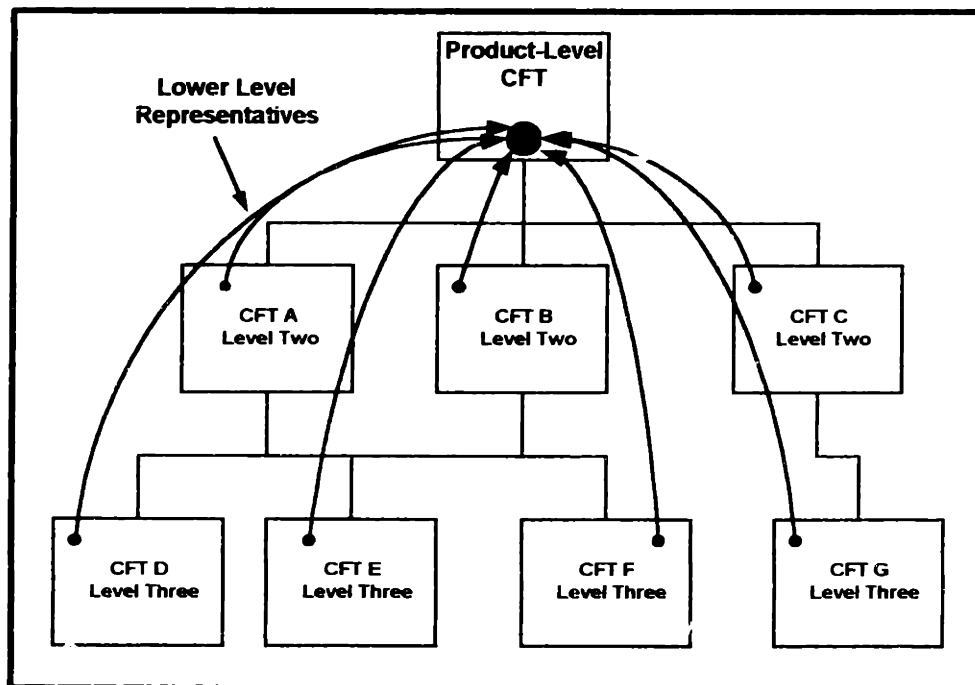 Product-Level
CFT
Lower Level
Representatives
CFT A
Level Two
CFT B
Level Two
CFT C
Level Two
CFT D
Level Three
CFT E
Level Three
CFT F
Level Three
CFT G
Level Three